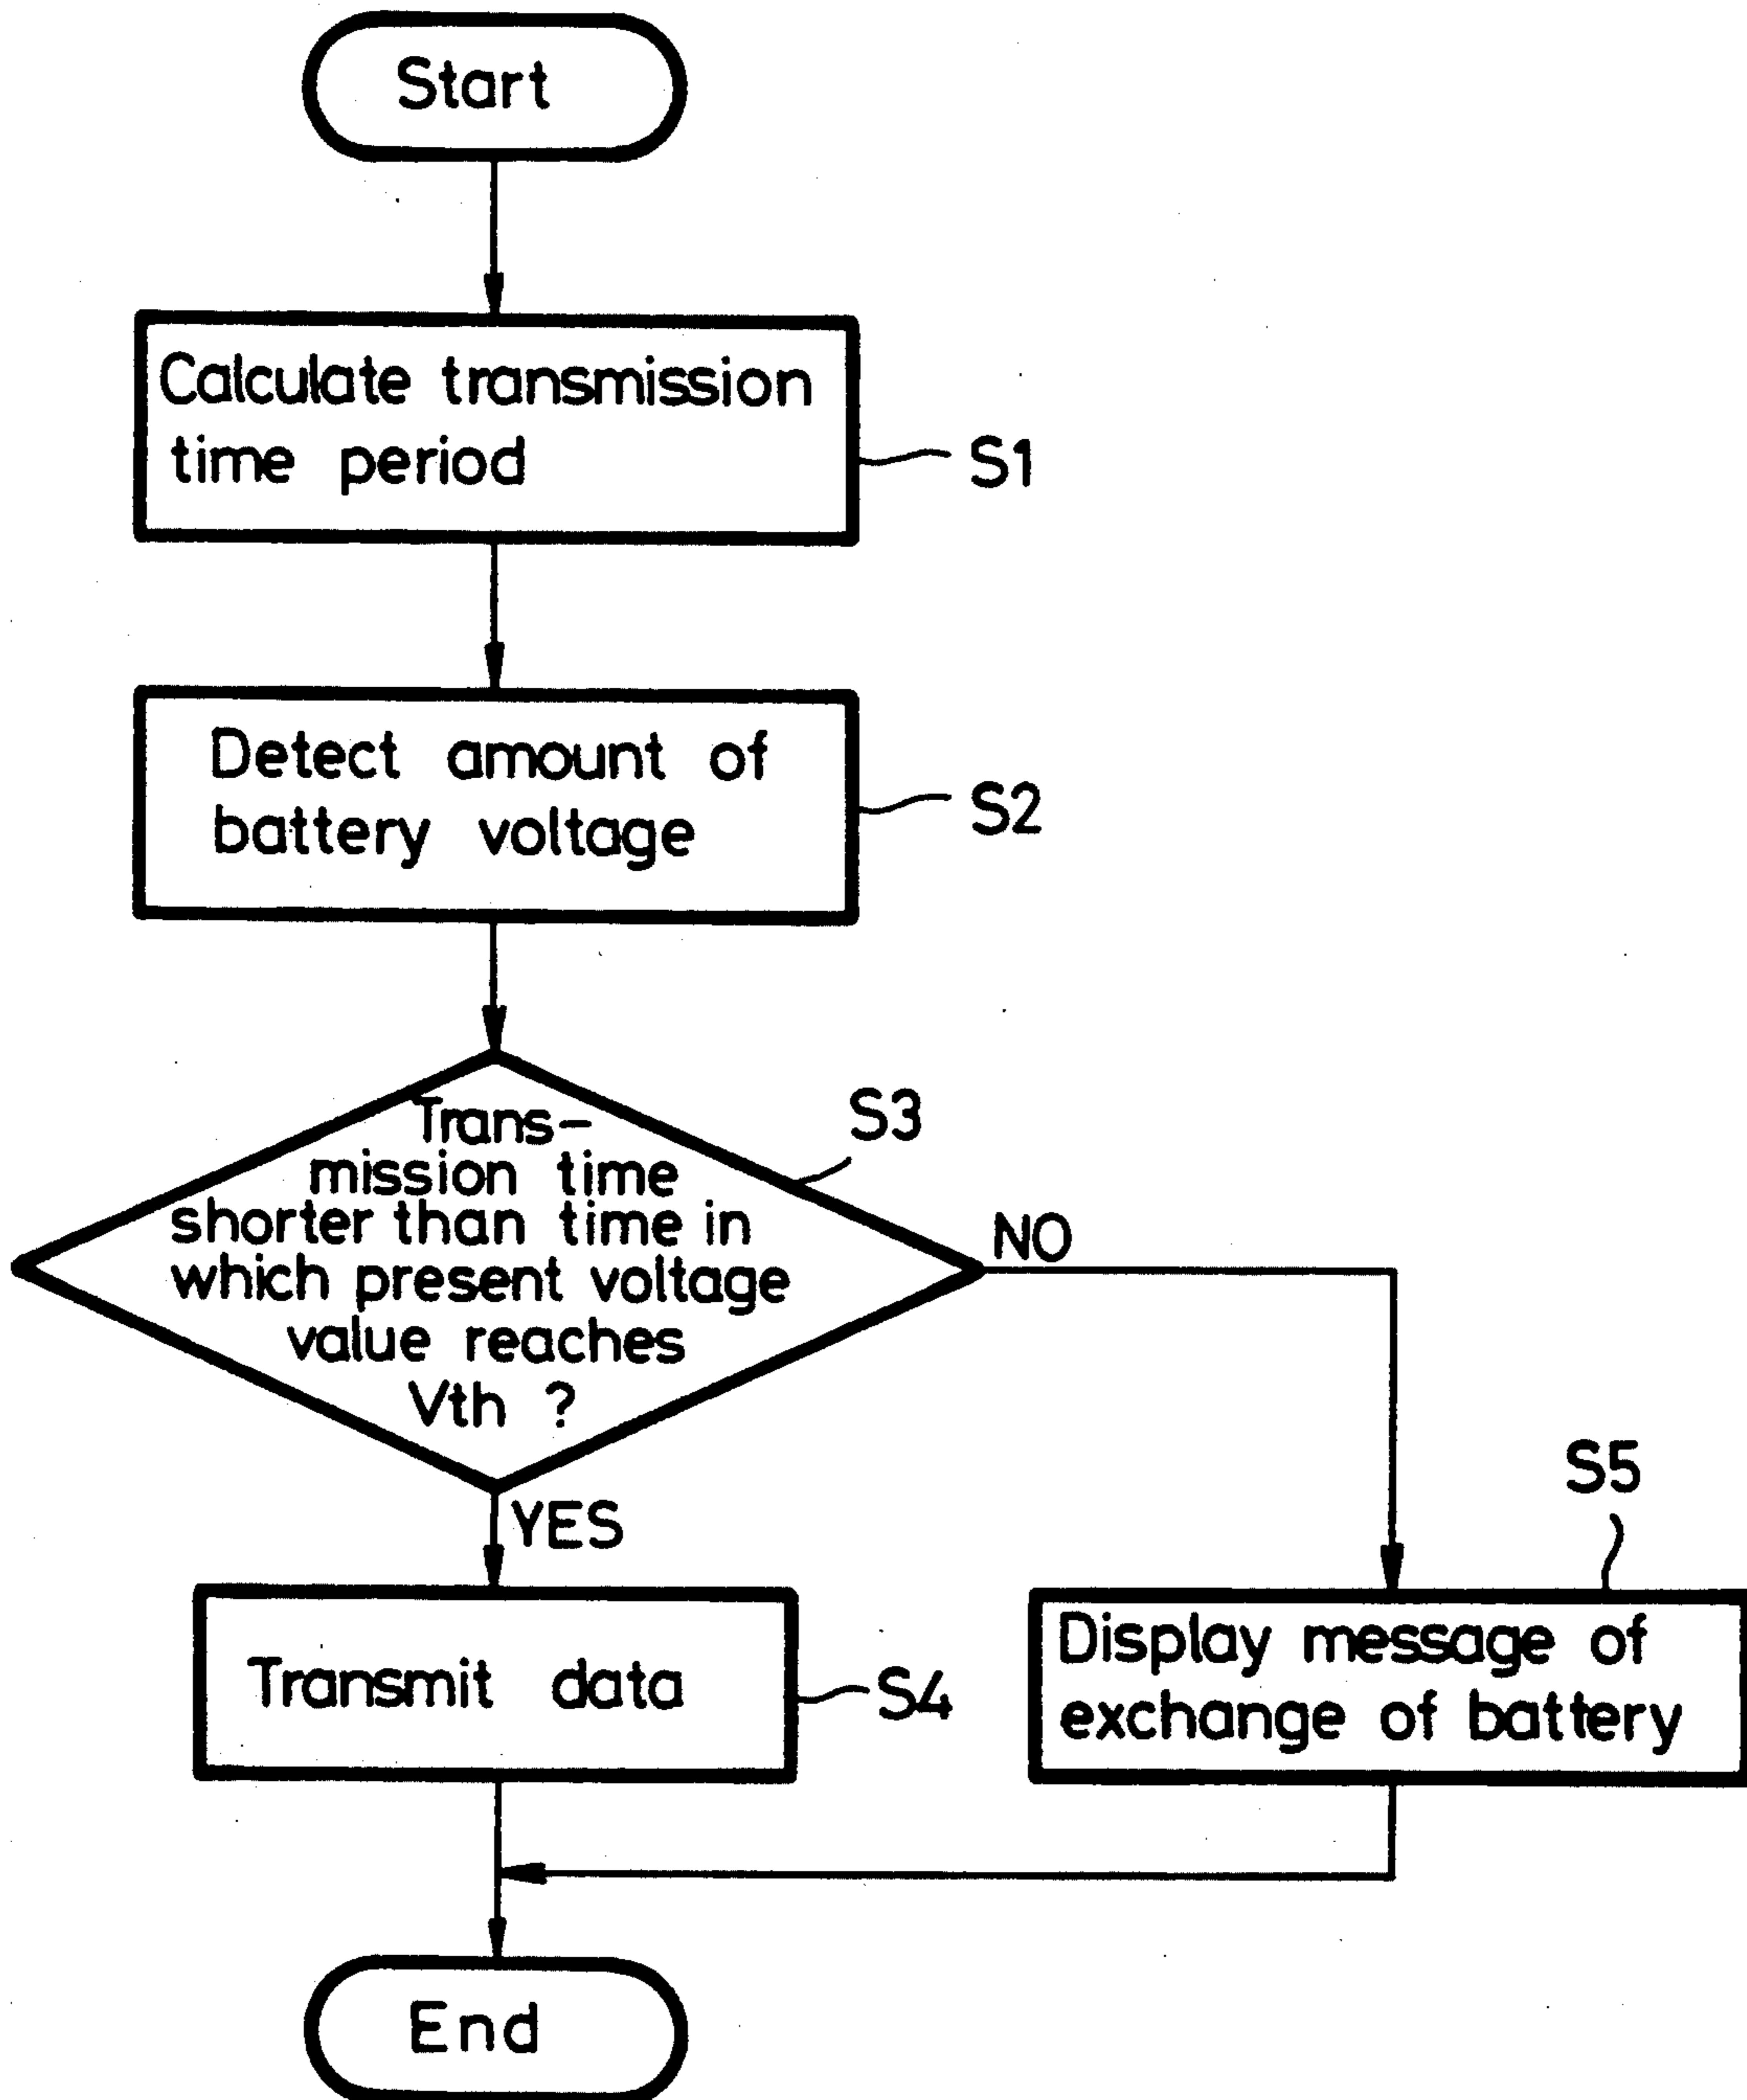 Start
Calculate transmission
time period
S1
Detect amount of
battery voltage
S2
S3
Trans-
mission time
shorter than time in
which present voltage
value reaches
Vth ?
NO
YES
S5
Transmit data
S4
Display message of
exchange of battery
End